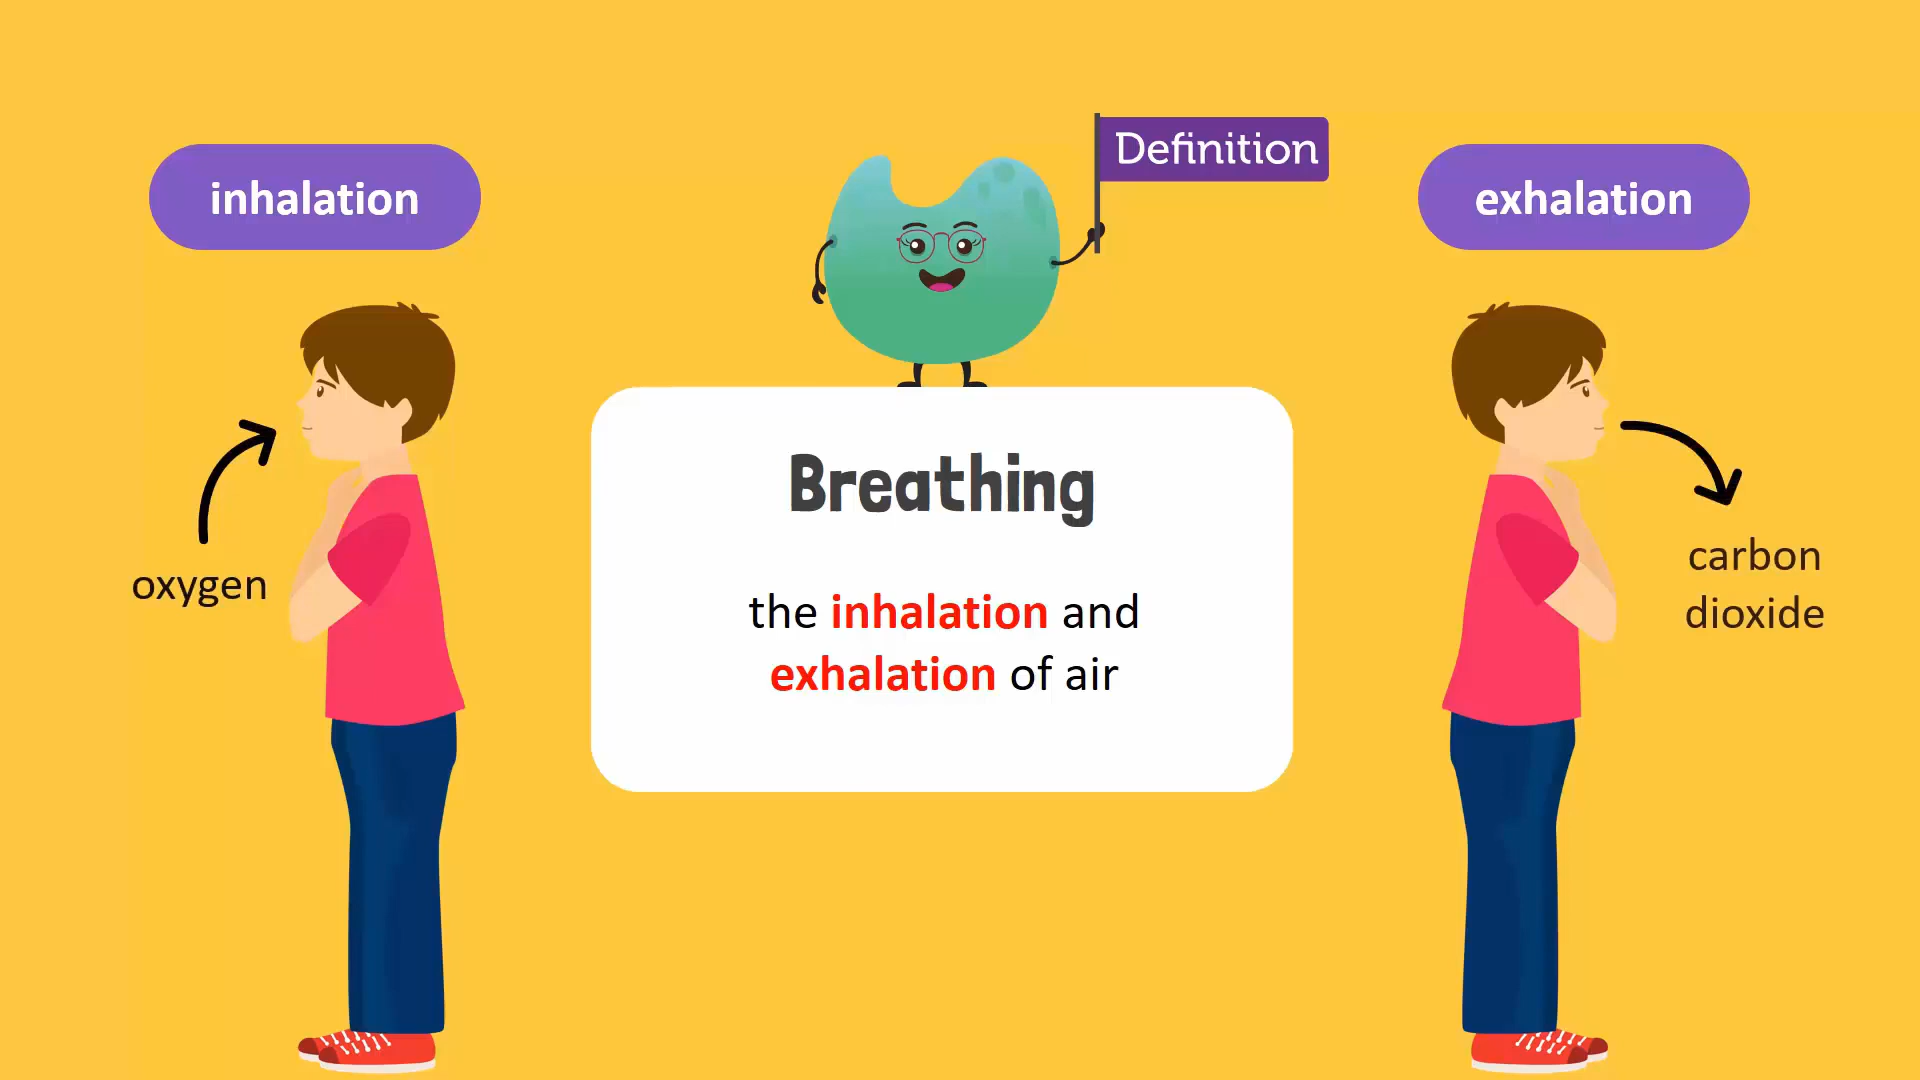 Definition
inhalation
exhalation
Breathing
the inhalation and
exhalation of air
oxygen
carbon
dioxide